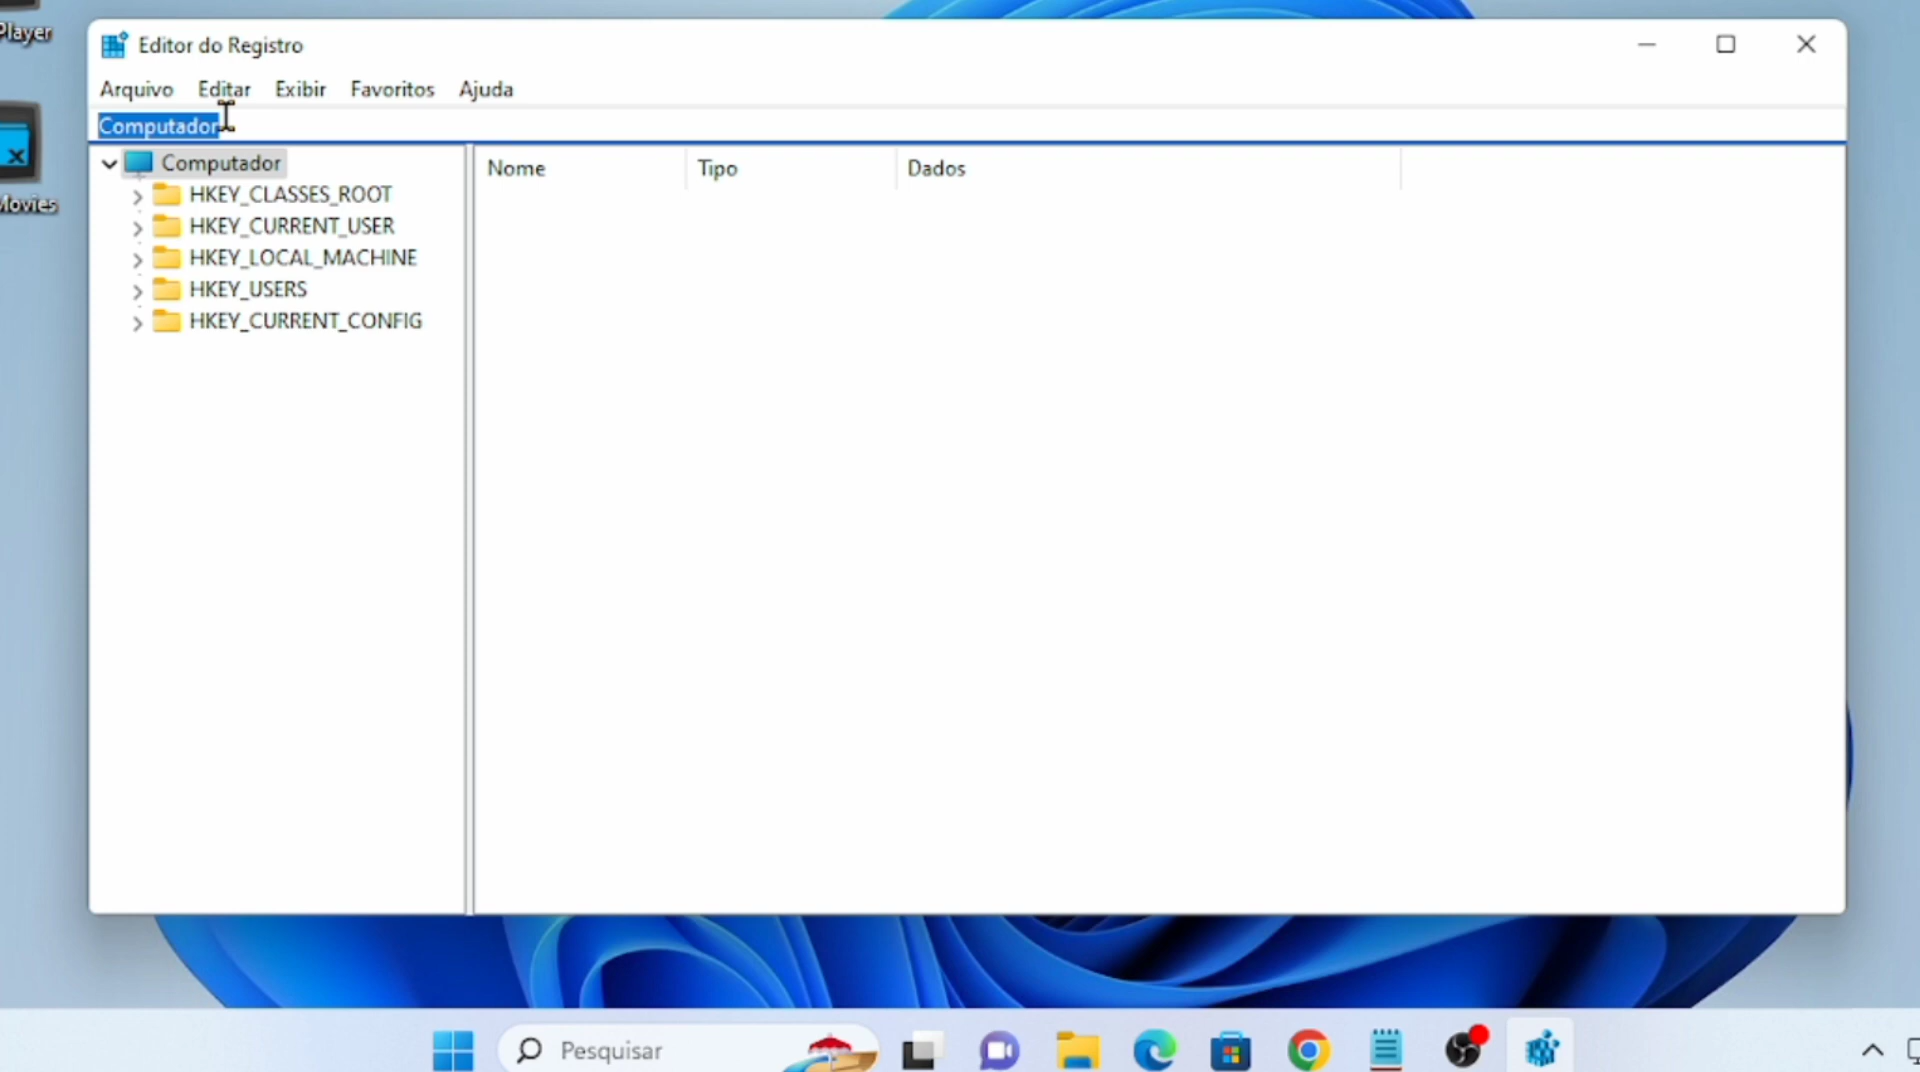 Player
Movies
Editor do Registro
Arquivo Editar Exibir Favoritos Ajuda
Computador
Computador
HKEY_CLASSES_ROOT
HKEY_CURRENT_USER
HKEY_LOCAL_MACHINE
HKEY_USERS
HKEY_CURRENT_CONFIG
Nome Tipo Dados
Pesquisar